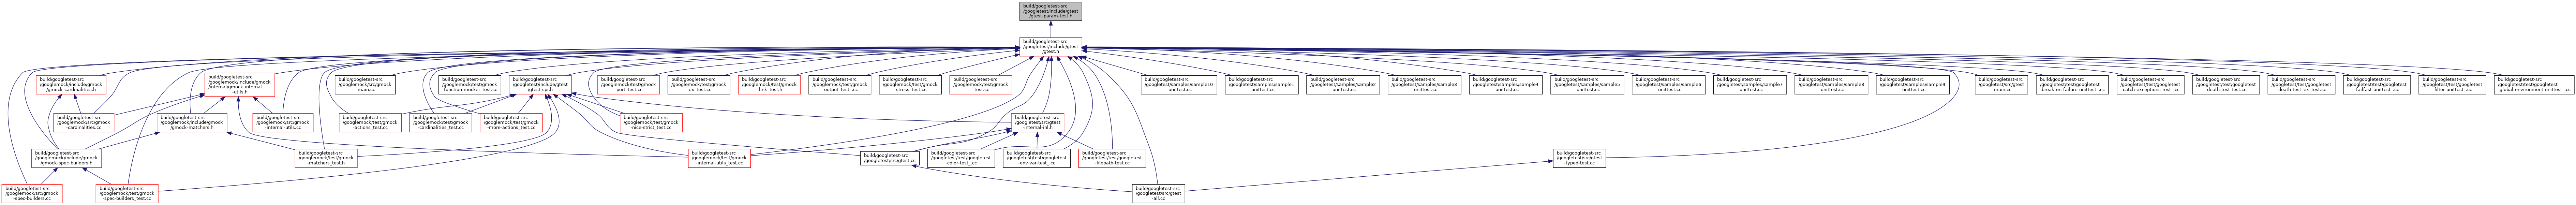 build/googletest-src
/googletest/include/gtest
/gtest-param-test.h
build/googletest-src
/googletest/include/gtest
/gtest.h
build/googletest-src
/googlemock/include/gmock
/gmock-cardinalities.h
build/googletest-src
/googlemock/include/gmock
/internal/gmock-internal
-utils.h
build/googletest-src
/googlemock/src/gmock
_main.cc
build/googletest-src
/googlemock/test/gmock
-function-mocker_test.cc
build/googletest-src
/googletest/include/gtest
/gtest-spi.h
build/googletest-src
/googlemock/test/gmock
-port_test.cc
build/googletest-src
/googlemock/test/gmock
_ex_test.cc
build/googletest-src
/googlemock/test/gmock
_link_test.h
build/googletest-src
/googlemock/test/gmock
_output_test_.cc
build/googletest-src
/googlemock/test/gmock
_stress_test.cc
build/googletest-src
/googlemock/test/gmock
_test.cc
build/googletest-src
/googletest/samples/sample10
_unittest.cc
build/googletest-src
/googletest/samples/sample1
_unittest.cc
build/googletest-src
/googletest/samples/sample2
_unittest.cc
build/googletest-src
/googletest/samples/sample3
_unittest.cc
build/googletest-src
/googletest/samples/sample4
_unittest.cc
build/googletest-src
/googletest/samples/sample5
_unittest.cc
build/googletest-src
/googletest/samples/sample6
_unittest.cc
build/googletest-src
/googletest/samples/sample7
_unittest.cc
build/googletest-src
/googletest/samples/sample8
_unittest.cc
build/googletest-src
/googletest/samples/sample9
_unittest.cc
build/googletest-src
/googletest/src/gtest
_main.cc
build/googletest-src
/googletest/test/googletest
-break-on-failure-unittest_.cc
build/googletest-src
/googletest/test/googletest
-catch-exceptions-test_.cc
build/googletest-src
/googletest/test/googletest
-death-test-test.cc
build/googletest-src
/googletest/test/googletest
-death-test_ex_test.cc
build/googletest-src
/googletest/test/googletest
-failfast-unittest_.cc
build/googletest-src
/googletest/test/googletest
-filter-unittest_.cc
build/googletest-src
/googletest/test/googletest
-global-environment-unittest_.cc
build/googletest-src
/googlemock/src/gmock
-cardinalities.cc
build/googletest-src
/googlemock/include/gmock
/gmock-matchers.h
build/googletest-src
/googlemock/src/gmock
-internal-utils.cc
build/googletest-src
/googlemock/test/gmock
-actions_test.cc
build/googletest-src
/googlemock/test/gmock
-cardinalities_test.cc
build/googletest-src
/googlemock/test/gmock
-more-actions_test.cc
build/googletest-src
/googlemock/test/gmock
-nice-strict_test.cc
build/googletest-src
/googletest/src/gtest
-internal-inl.h
build/googletest-src
/googlemock/include/gmock
/gmock-spec-builders.h
build/googletest-src
/googlemock/test/gmock
-matchers_test.h
build/googletest-src
/googlemock/test/gmock
-internal-utils_test.cc
build/googletest-src
/googletest/src/gtest.cc
build/googletest-src
/googletest/test/googletest
-color-test_.cc
build/googletest-src
/googletest/test/googletest
-env-var-test_.cc
build/googletest-src
/googletest/test/googletest
-filepath-test.cc
build/googletest-src
/googletest/src/gtest
-typed-test.cc
build/googletest-src
/googlemock/src/gmock
-spec-builders.cc
build/googletest-src
/googlemock/test/gmock
-spec-builders_test.cc
build/googletest-src
/googletest/src/gtest
-all.cc